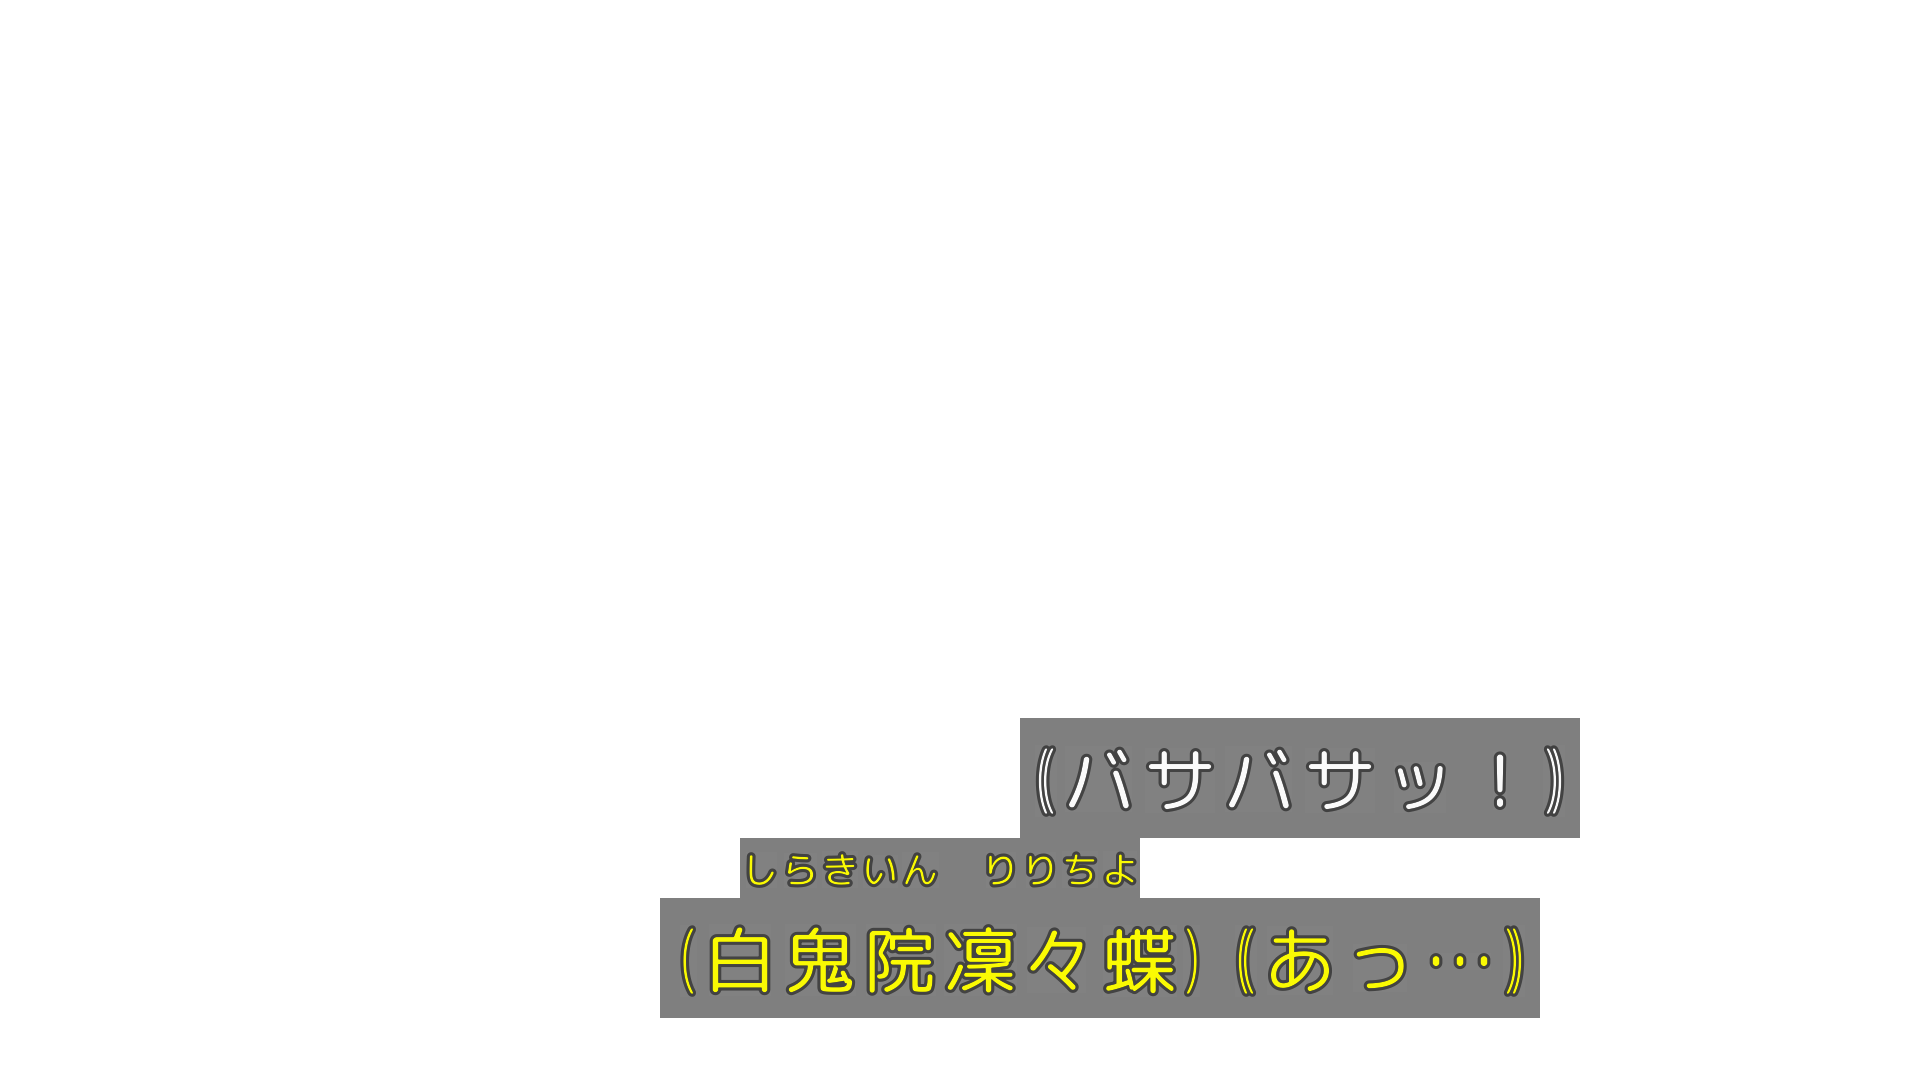 ⸨バサバサッ！⸩
しらきいん　りりちよ
(白鬼院凜々蝶)⸨あっ…⸩